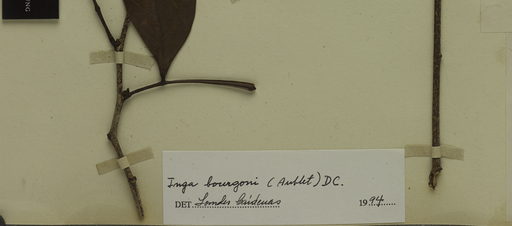 Inga bourgoni (Aublet) DC.
DET. 1994